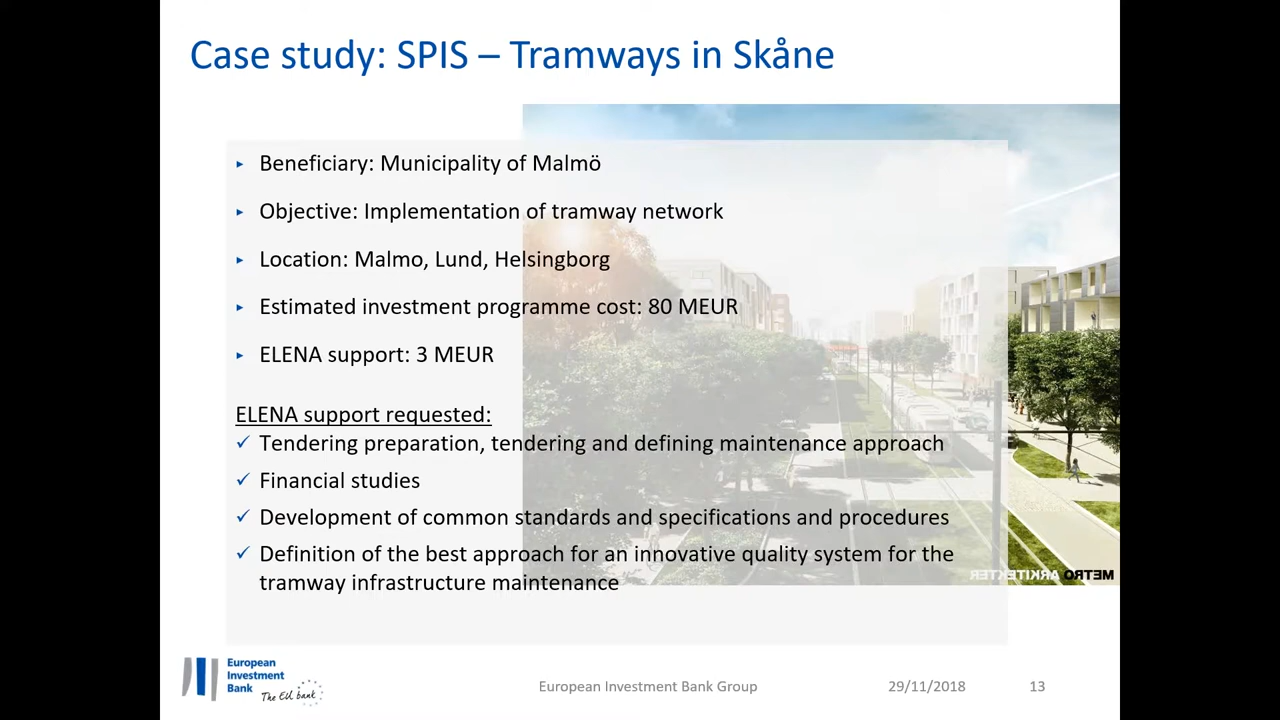 Case study: SPIS – Tramways in Skåne
Beneficiary: Municipality of Malmö
Objective: Implementation of tramway network
Location: Malmo, Lund, Helsingborg
Estimated investment programme cost: 80 MEUR
ELENA support: 3 MEUR
ELENA support requested:
Tendering preparation, tendering and defining maintenance approach
Financial studies
Development of common standards and specifications and procedures
Definition of the best approach for an innovative quality system for the
tramway infrastructure maintenance
METRO ARKITEKTER
European
Investment
Bank
The EU bank
European Investment Bank Group
29/11/2018
13